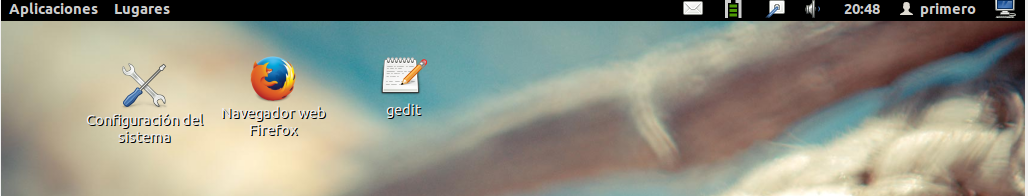 Aplicaciones Lugares 20:48 primero
Configuración del
sistema
Navegador web
Firefox
gedit